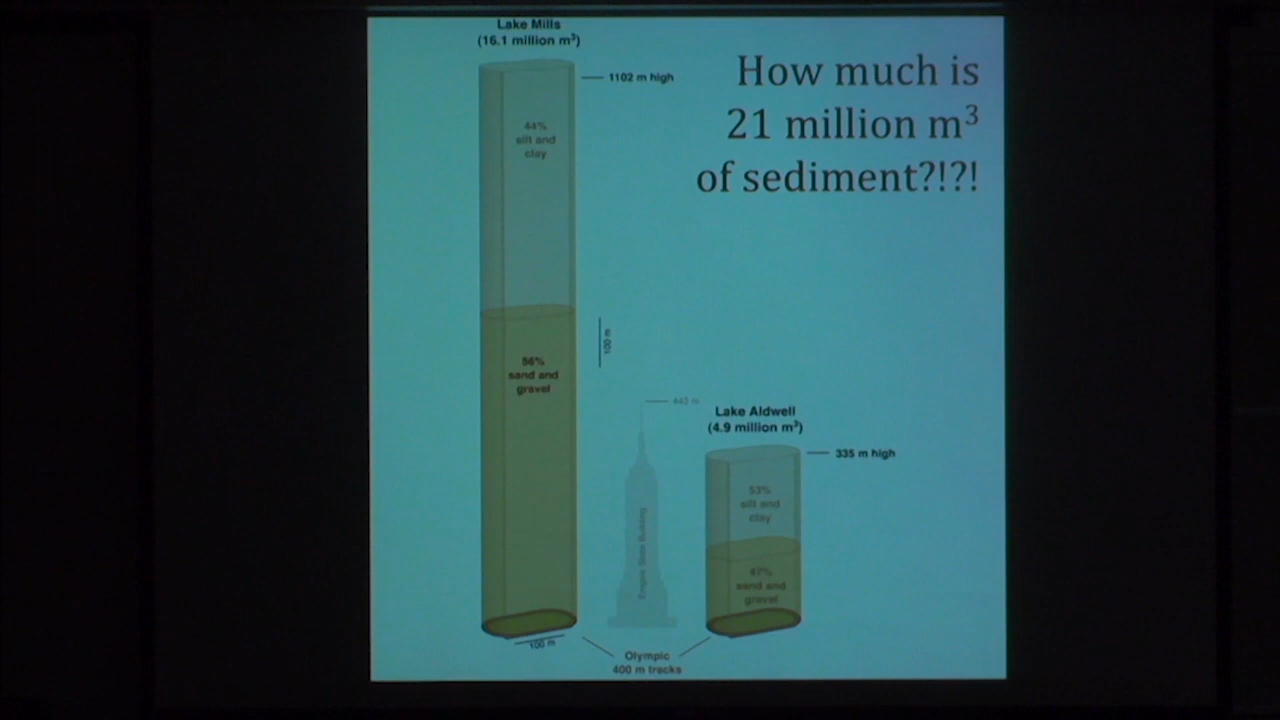 Lake Mills
(16.1 million m³)
1102 m high
How much is
21 million m³
of sediment?!?!
44%
silt and
clay
100 m
56%
sand and
gravel
443 m
Lake Aldwell
(4.9 million m³)
335 m high
53%
silt and
clay
Empire State Building
47%
sand and
gravel
100 m
Olympic
400 m tracks